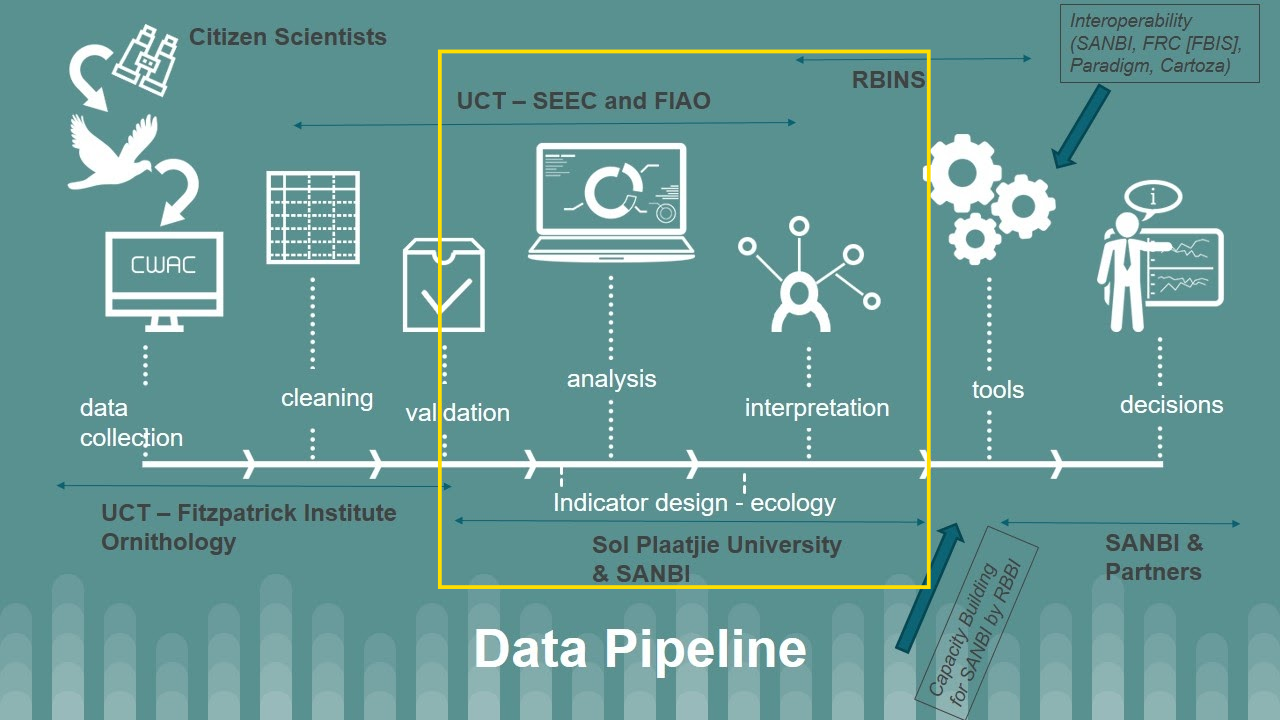 Citizen Scientists
Interoperability
(SANBI, FRC [FBIS],
Paradigm, Cartoza)
RBINS
UCT – SEEC and FIAO
CWAC
i
data
collection
cleaning
validation
analysis
interpretation
tools
decisions
Indicator design - ecology
UCT – Fitzpatrick Institute
Ornithology
Sol Plaatjie University
& SANBI
SANBI &
Partners
Capacity Building
for SANBI by RBBI
Data Pipeline